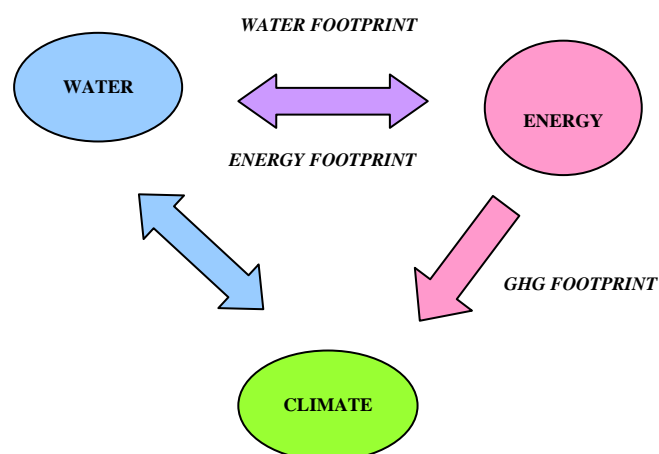 WATER FOOTPRINT
WATER
ENERGY
ENERGY FOOTPRINT
GHG FOOTPRINT
CLIMATE